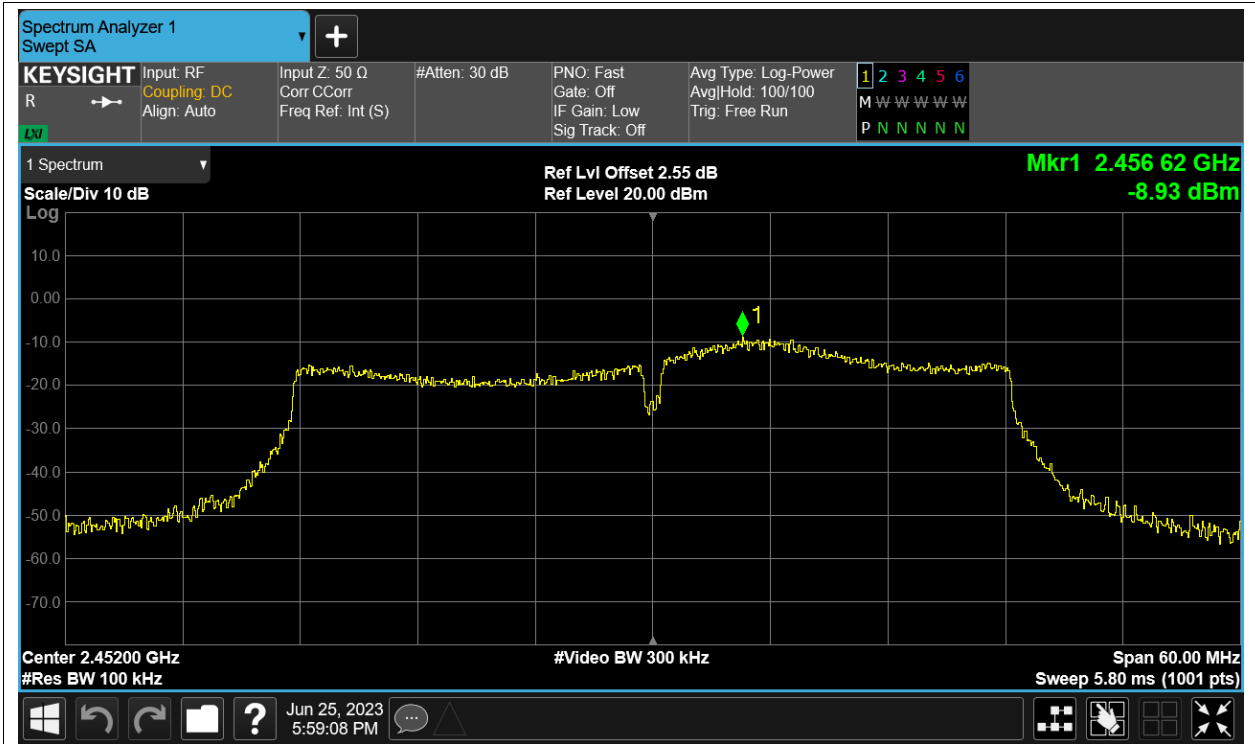 Spectrum Analyzer 1
Swept SA
KEYSIGHT
R
LXI
Input: RF
Coupling: DC
Align: Auto
Input Z: 50 Ω
Corr CCorr
Freq Ref: Int (S)
#Atten: 30 dB
PNO: Fast
Gate: Off
IF Gain: Low
Sig Track: Off
Avg Type: Log-Power
Avg|Hold: 100/100
Trig: Free Run
1 2 3 4 5 6
M W W W W W W
P N N N N N N
1 Spectrum
Scale/Div 10 dB
Log
Ref Lvl Offset 2.55 dB
Ref Level 20.00 dBm
Mkr1 2.456 62 GHz
-8.93 dBm
10.0
0.00
-10.0
-20.0
-30.0
-40.0
-50.0
-60.0
-70.0
1
Center 2.45200 GHz
#Res BW 100 kHz
#Video BW 300 kHz
Span 60.00 MHz
Sweep 5.80 ms (1001 pts)
?
Jun 25, 2023
5:59:08 PM